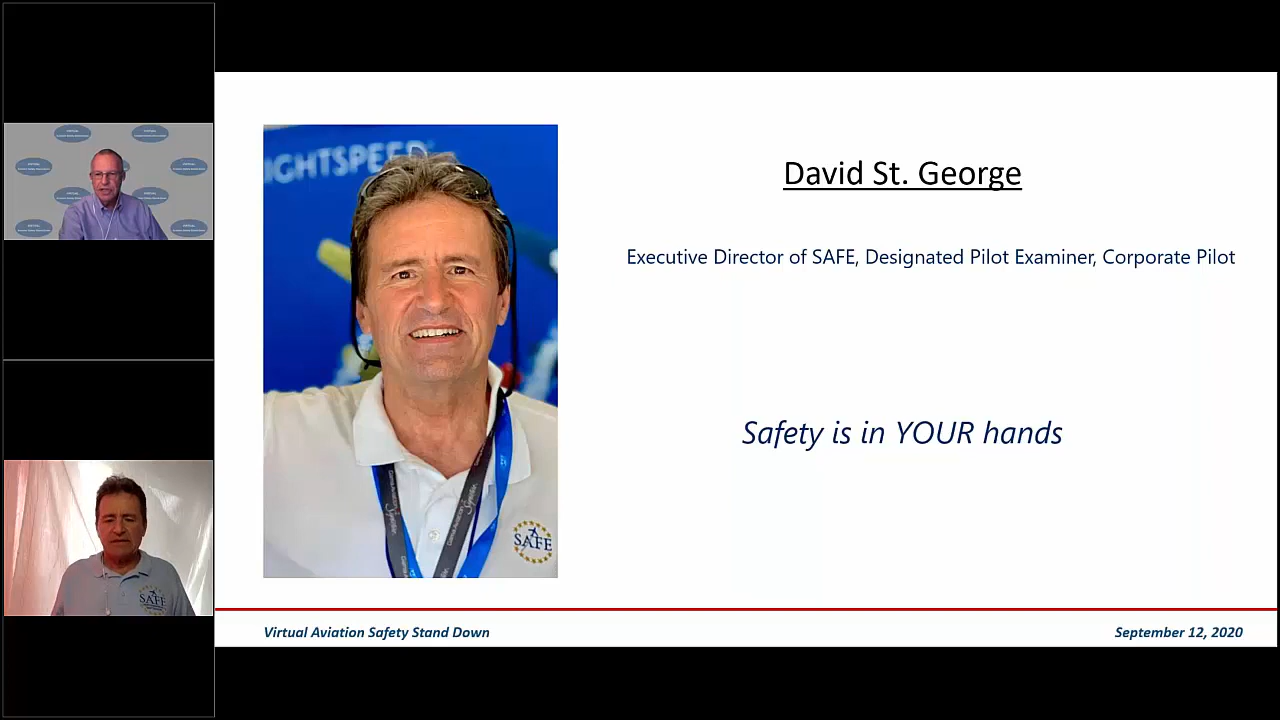 David St. George
Executive Director of SAFE, Designated Pilot Examiner, Corporate Pilot
Safety is in YOUR hands
IGHTSPEED
SAFE
SAFE
Virtual Aviation Safety Stand Down
September 12, 2020